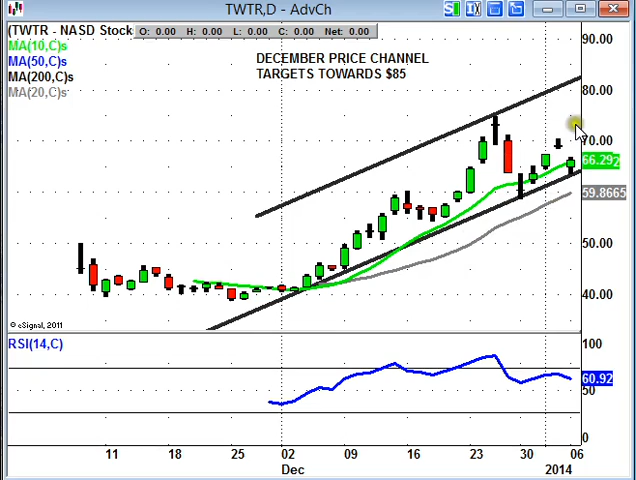 TWTR,D - AdvCh
(TWTR - NASD Stock O: 0.00 H: 0.00 L: 0.00 C: 0.00 Net: 0.00
MA(10,C)s
MA(50,C)s
MA(200,C)s
MA(20,C)s
DECEMBER PRICE CHANNEL
TARGETS TOWARDS $85
90.00
80.00
70.00
66.292
59.8665
50.00
40.00
© eSignal, 2011
RSI(14,C)
100
60.92
50
0
11 18 25 02 09 16 23 30 06
Dec 2014